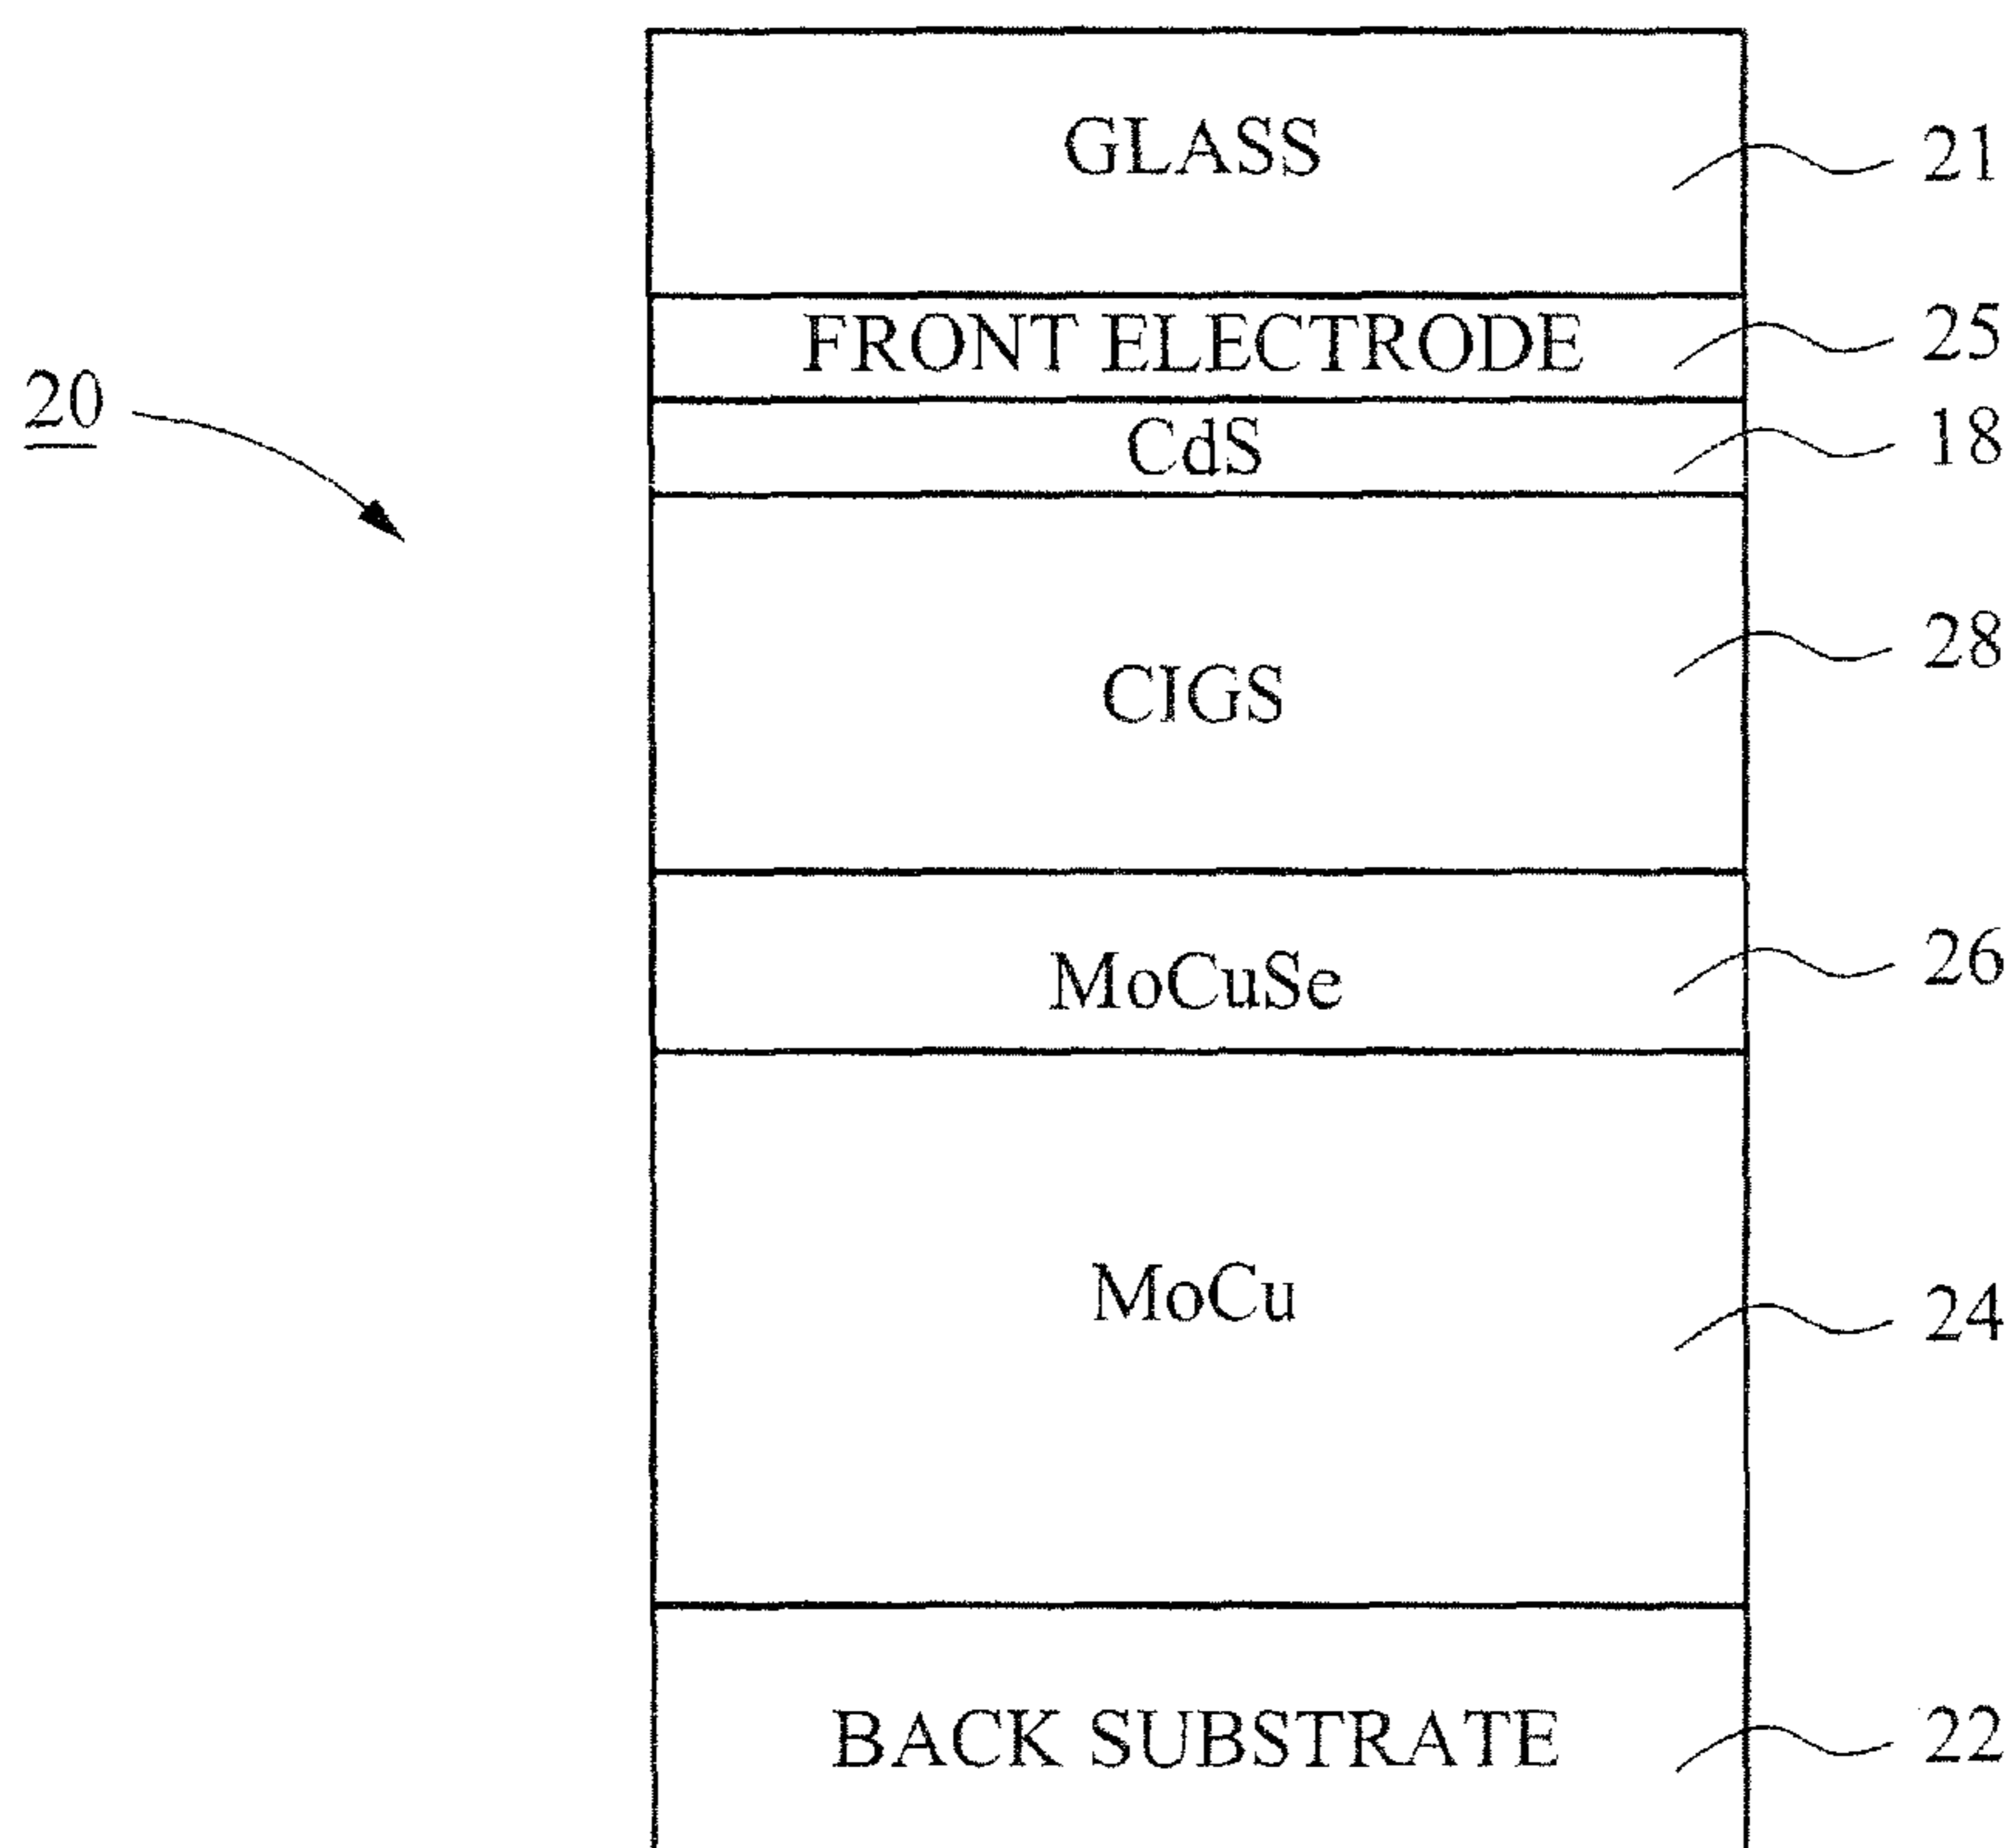 GLASS 21
FRONT ELECTRODE 25
20
CdS 18
CIGS 28
MoCuSe 26
MoCu 24
BACK SUBSTRATE 22